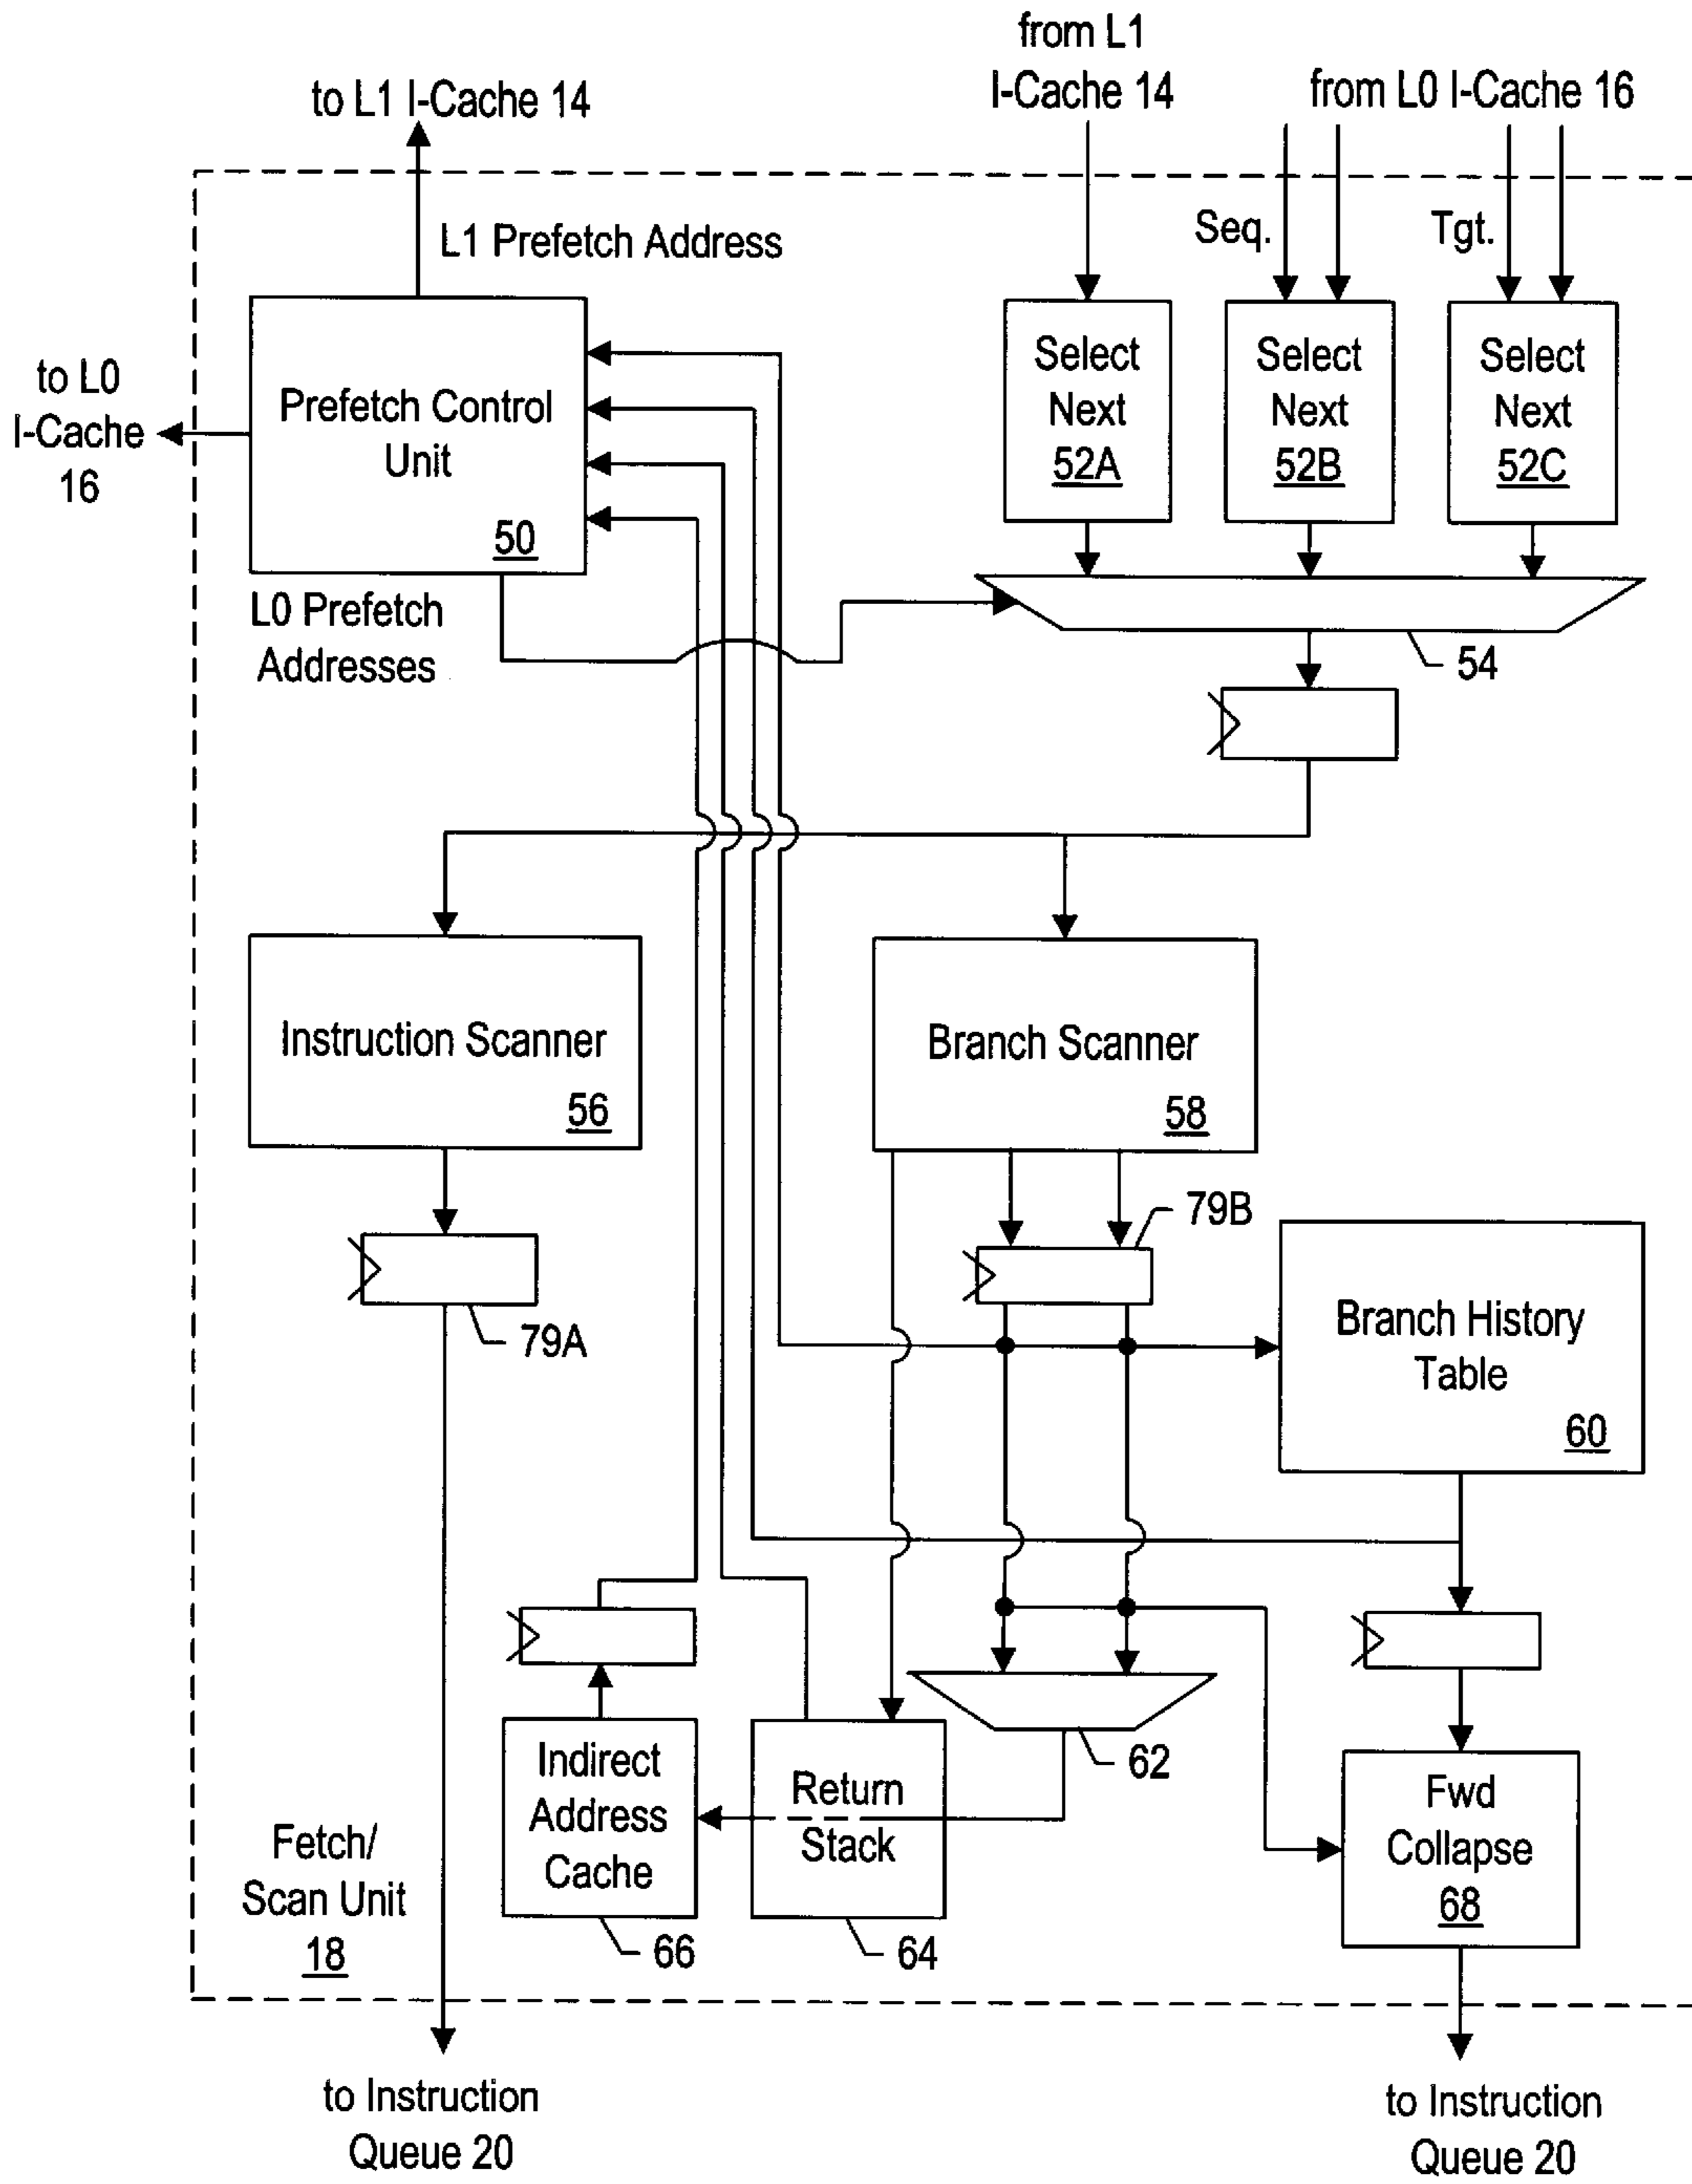 from L1
I-Cache 14
from L0 I-Cache 16
to L1 I-Cache 14
L1 Prefetch Address
Seq.
Tgt.
to L0
I-Cache
16
Prefetch Control
Unit
50
Select
Next
52A
Select
Next
52B
Select
Next
52C
L0 Prefetch
Addresses
54
Instruction Scanner
56
Branch Scanner
58
79A
79B
Branch History
Table
60
62
Indirect
Address
Cache
66
Return
Stack
64
Fwd
Collapse
68
Fetch/
Scan Unit
18
to Instruction
Queue 20
to Instruction
Queue 20